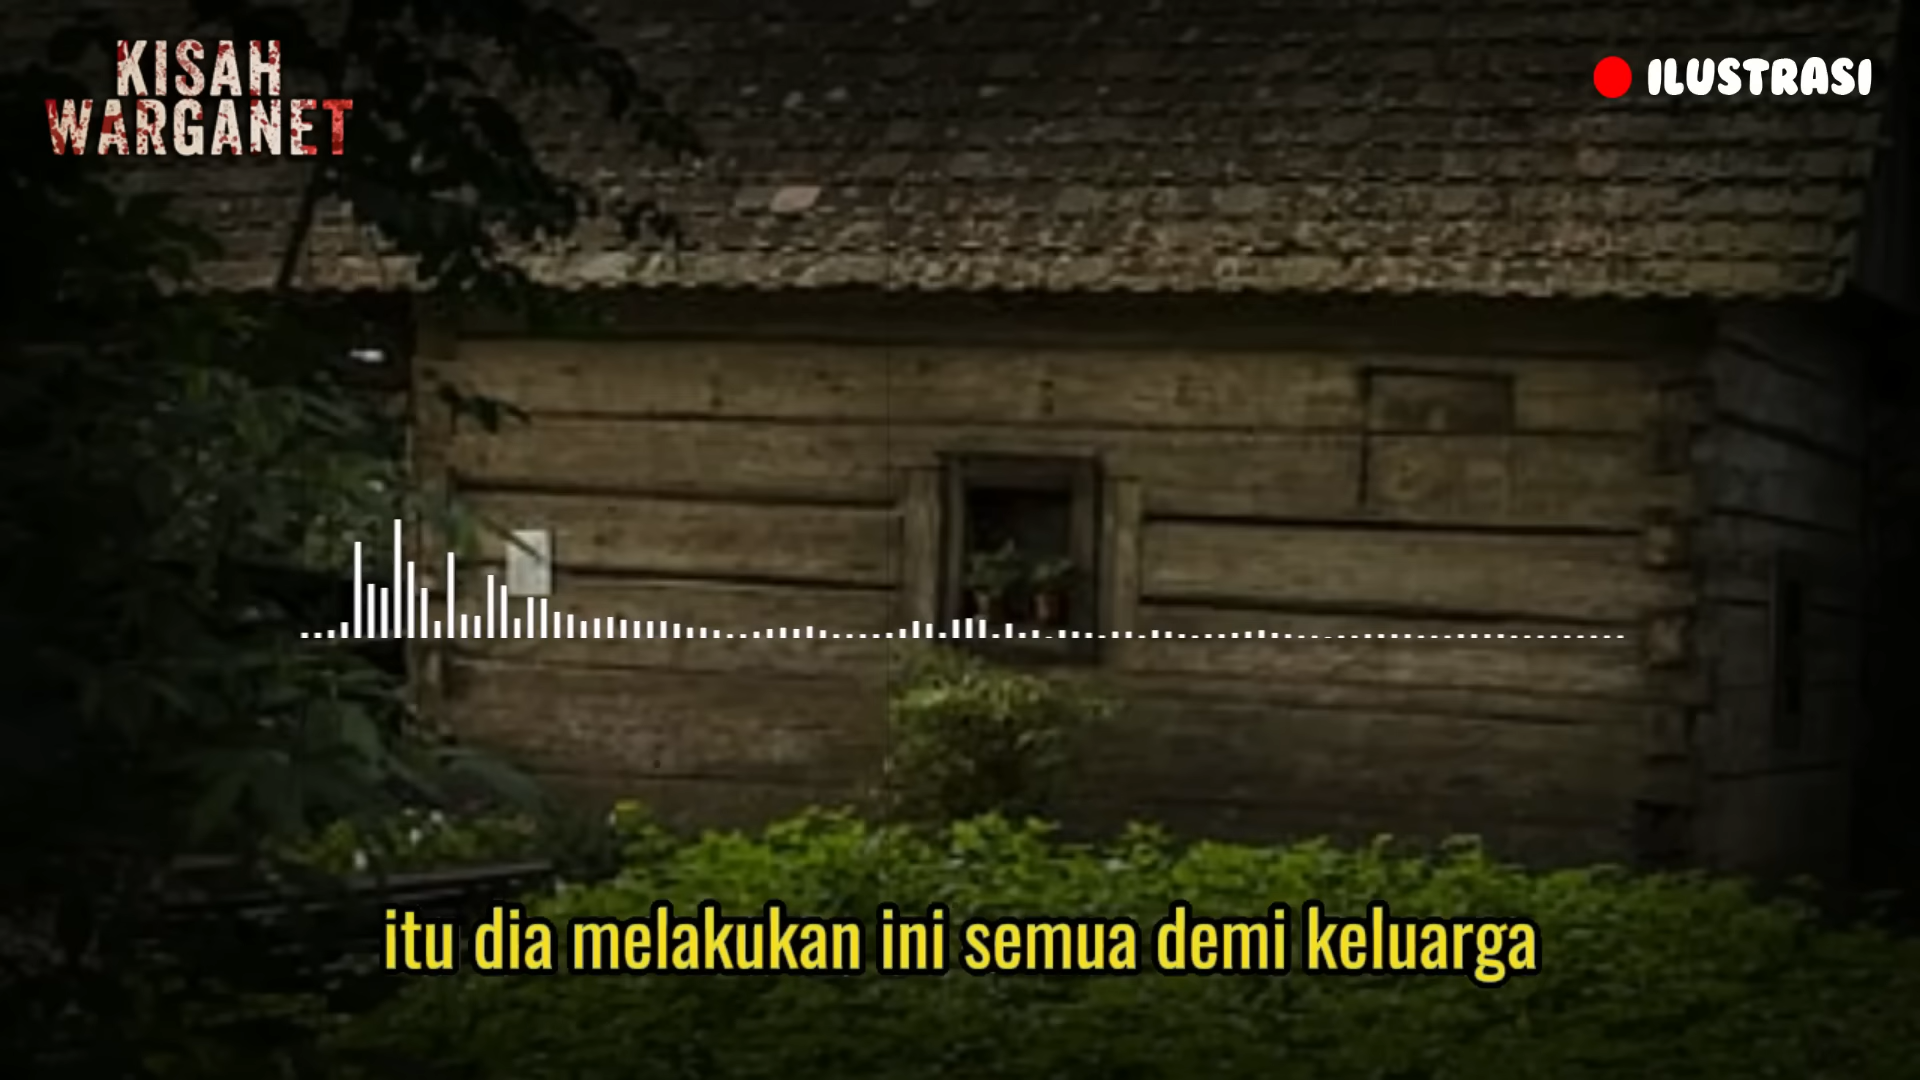 KISAH
WARGANET
ILUSTRASI
itu dia melakukan ini semua demi keluarga